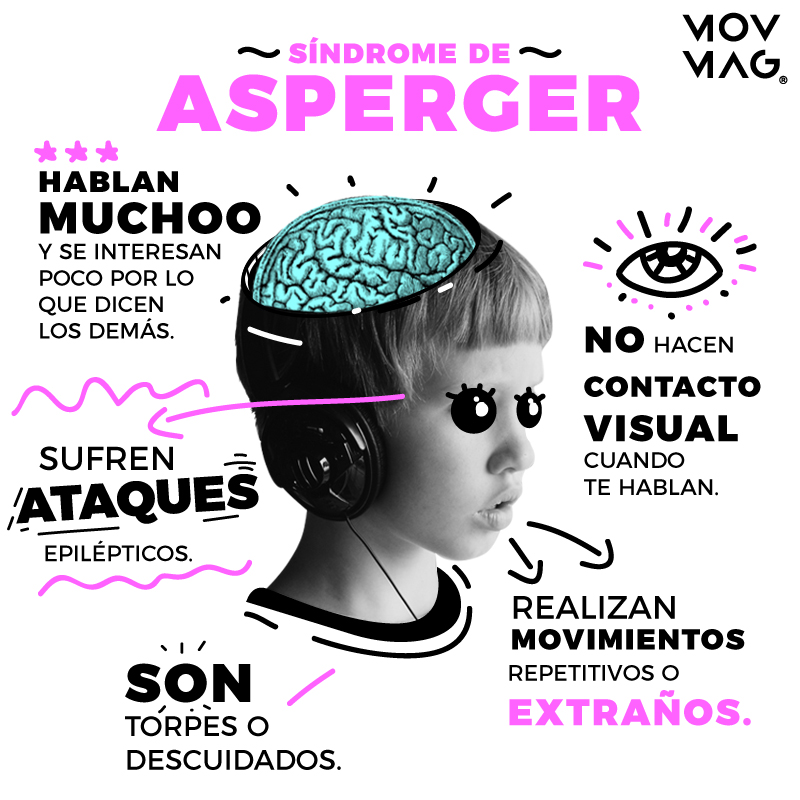 SÍNDROME DE
ASPERGER
MOV
MAG®
HABLAN
MUCHOO
Y SE INTERESAN
POCO POR LO
QUE DICEN
LOS DEMÁS.
NO HACEN
CONTACTO
VISUAL
CUANDO
TE HABLAN.
SUFREN
ATAQUES
EPILÉPTICOS.
REALIZAN
MOVIMIENTOS
REPETITIVOS O
EXTRAÑOS.
SON
TORPES O
DESCUIDADOS.